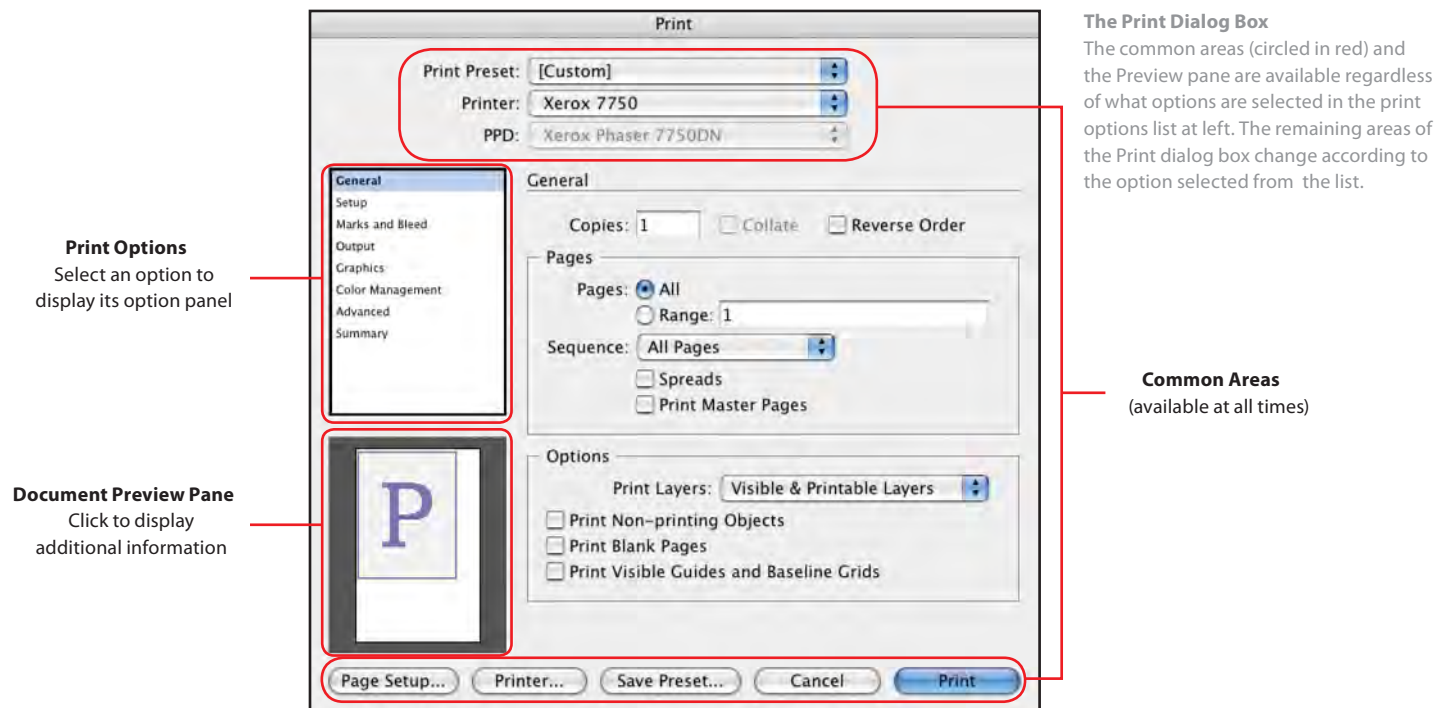 Print
Print Preset: [Custom]
Printer: Xerox 7750
PPD: Xerox Phaser 7750DN
General
Setup
Marks and Bleed
Output
Graphics
Color Management
Advanced
Summary
General
Copies: 1 Collate Reverse Order
Pages
Pages: All
Range: 1
Sequence: All Pages
Spreads
Print Master Pages
Options
Print Layers: Visible & Printable Layers
Print Non-printing Objects
Print Blank Pages
Print Visible Guides and Baseline Grids
P
Page Setup... Printer... Save Preset... Cancel Print
Print Options
Select an option to
display its option panel
Document Preview Pane
Click to display
additional information
The Print Dialog Box
The common areas (circled in red) and
the Preview pane are available regardless
of what options are selected in the print
options list at left. The remaining areas of
the Print dialog box change according to
the option selected from the list.
Common Areas
(available at all times)